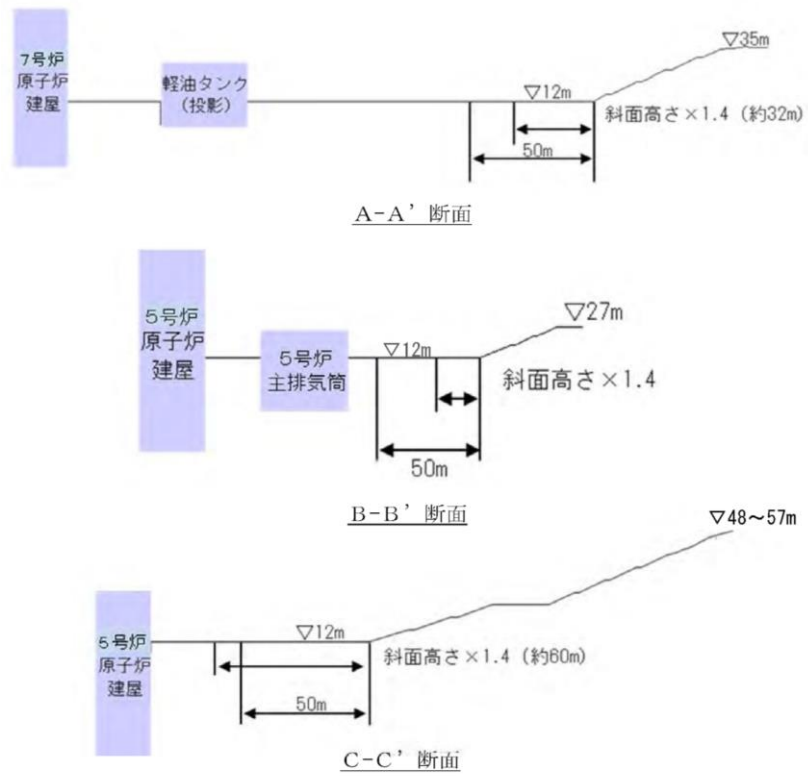 ▽35m
7号炉
原子炉
建屋
軽油タンク
(投影)
▽12m
斜面高さ×1.4 (約32m)
50m
A-A’断面
5号炉
原子炉
建屋
5号炉
主排気筒
▽12m
▽27m
斜面高さ×1.4
50m
B-B’断面
▽48～57m
5号炉
原子炉
建屋
▽12m
斜面高さ×1.4 (約60m)
50m
C-C’断面